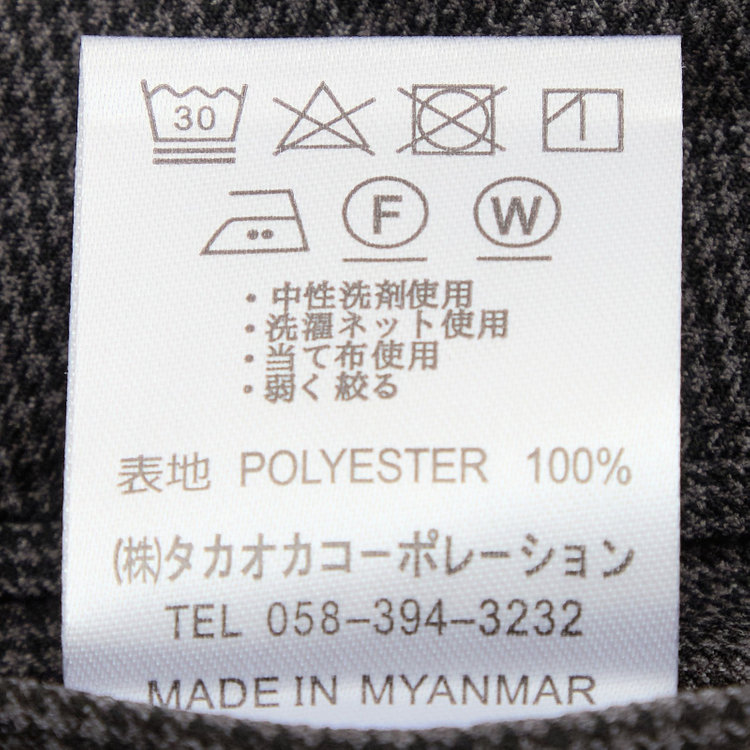 30
F W
・中性洗剤使用
・洗濯ネット使用
・当て布使用
・弱く絞る
表地 POLYESTER 100%
(株)タカオカコーポレーション
TEL 058-394-3232
MADE IN MYANMAR